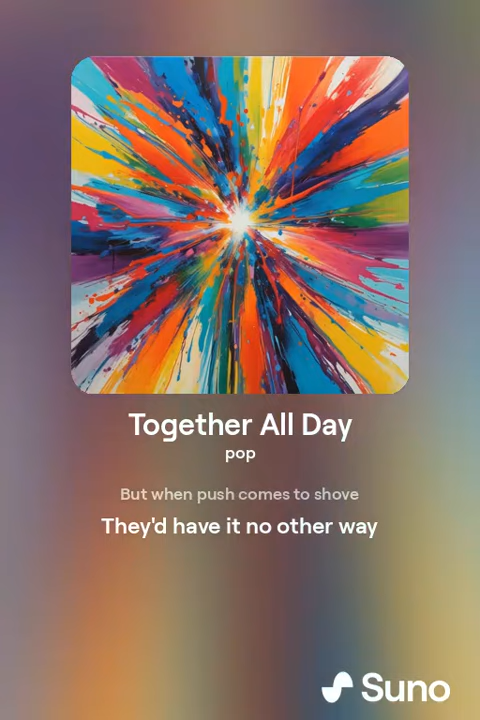 Together All Day
pop
But when push comes to shove
They'd have it no other way
Suno